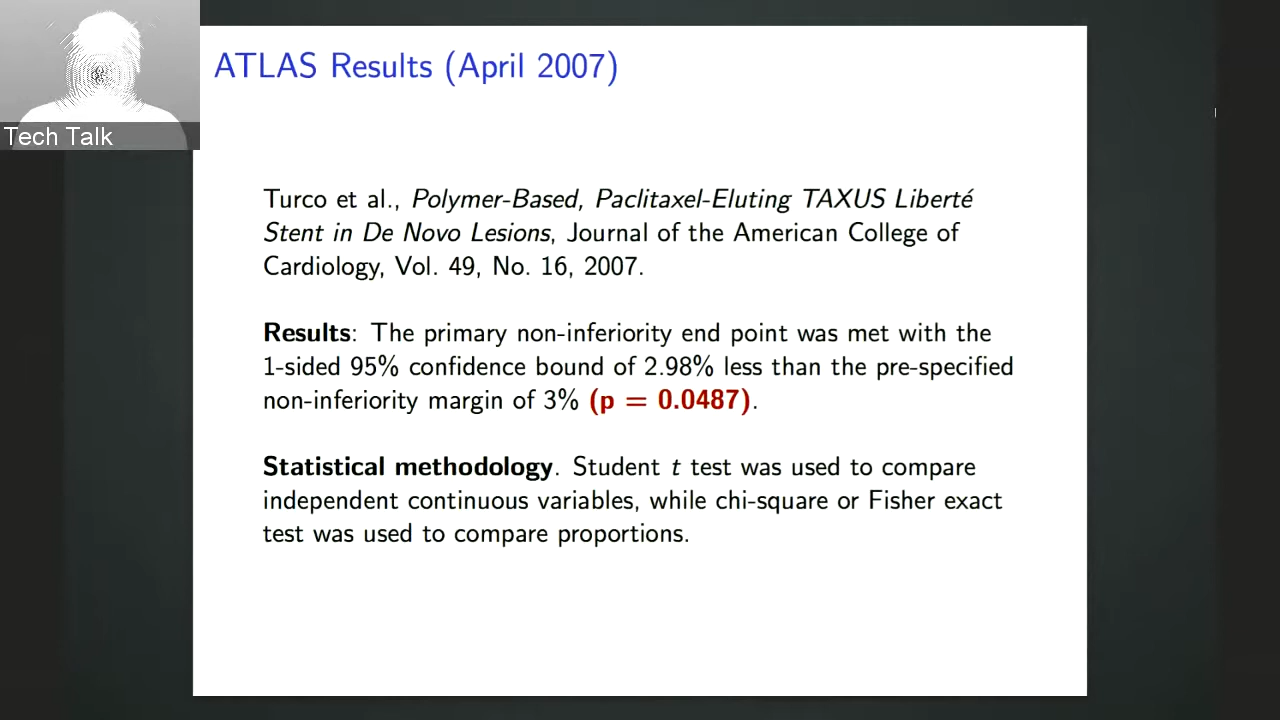 ATLAS Results (April 2007)
Tech Talk
Turco et al., Polymer-Based, Paclitaxel-Eluting TAXUS Liberté
Stent in De Novo Lesions, Journal of the American College of
Cardiology, Vol. 49, No. 16, 2007.
Results: The primary non-inferiority end point was met with the
1-sided 95% confidence bound of 2.98% less than the pre-specified
non-inferiority margin of 3% (p = 0.0487).
Statistical methodology. Student t test was used to compare
independent continuous variables, while chi-square or Fisher exact
test was used to compare proportions.